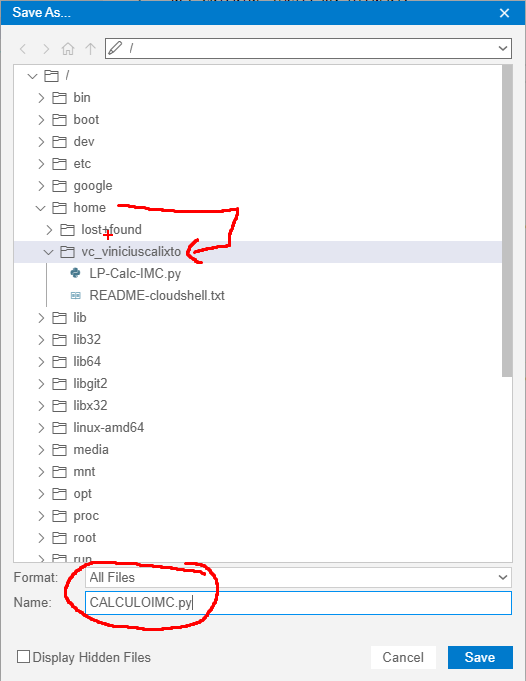 Save As...
/
/
bin
boot
dev
etc
google
home
lost+found
vc_viniciuscalixto
LP-Calc-IMC.py
README-cloudshell.txt
lib
lib32
lib64
libgit2
libx32
linux-amd64
media
mnt
opt
proc
root
run
Format: All Files
Name: CALCULOIMC.py
Display Hidden Files
Cancel
Save